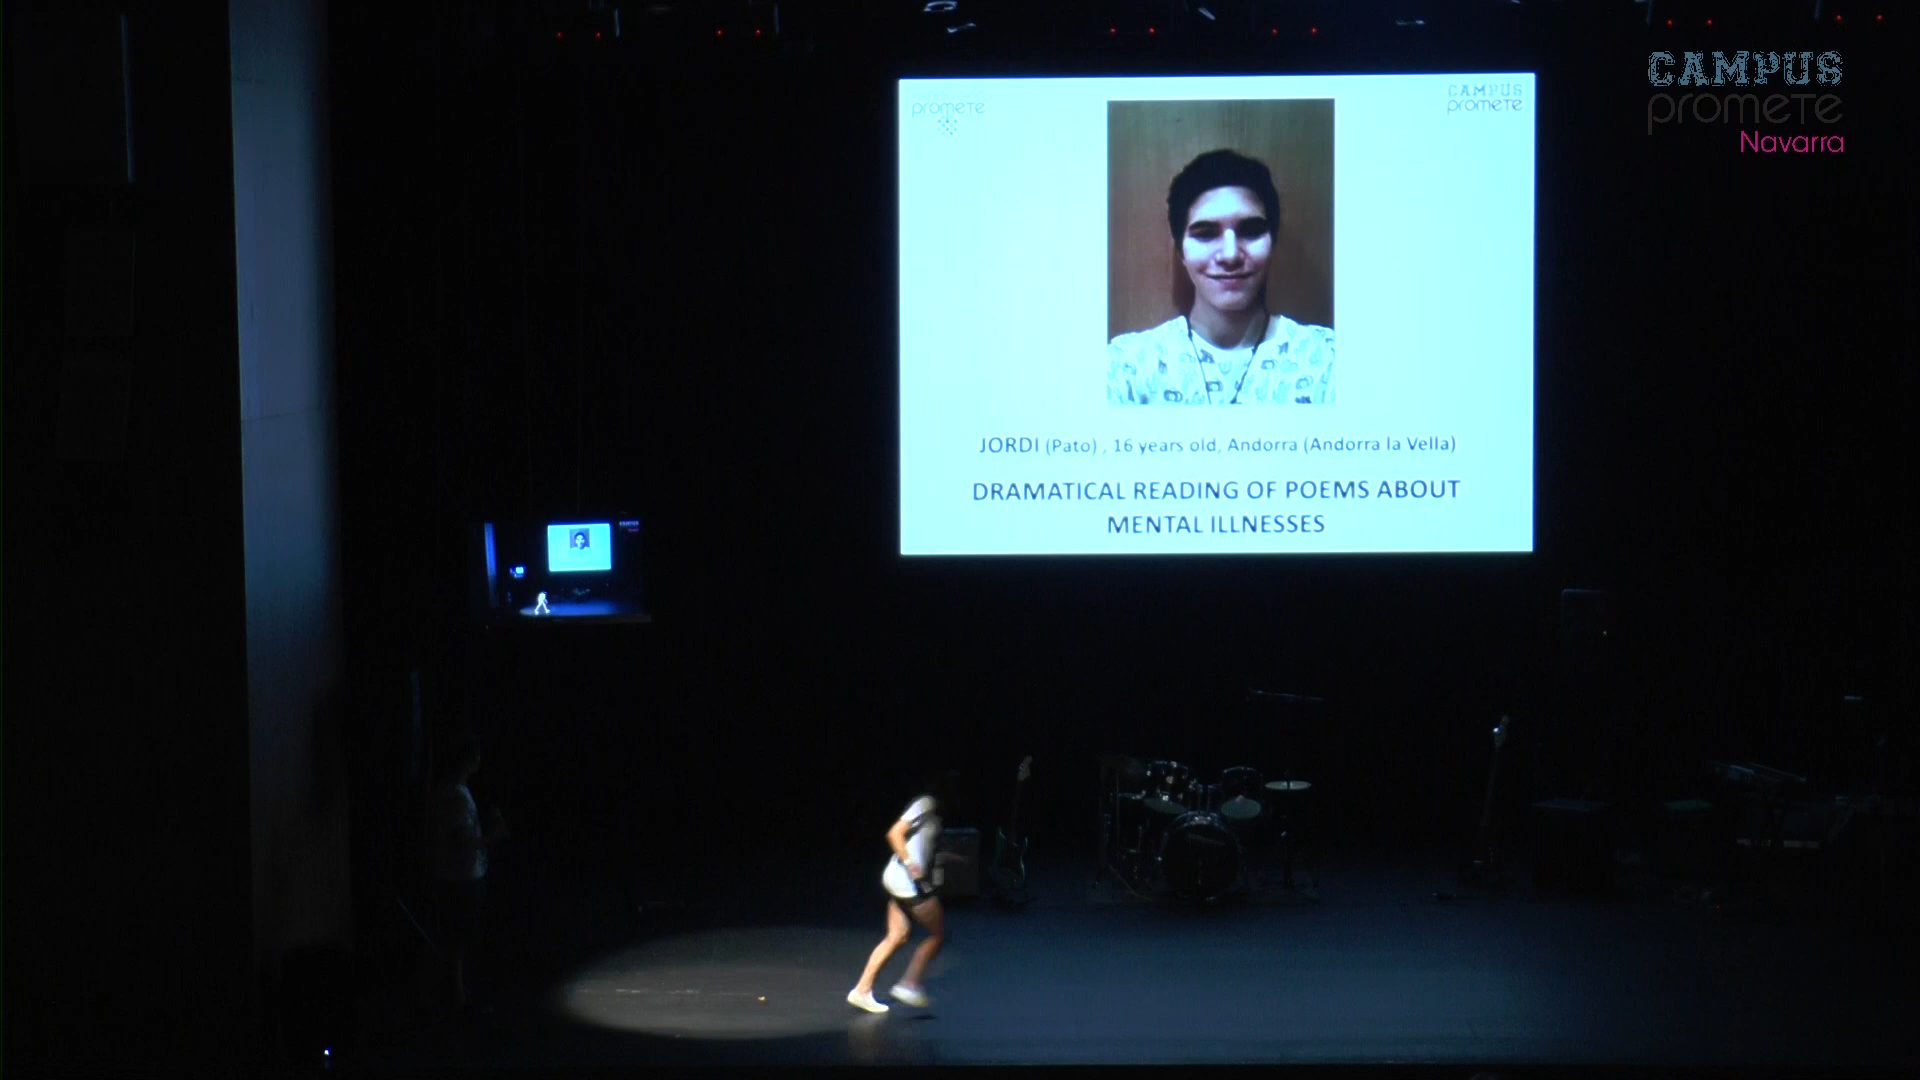 CAMPUS
promete
Navarra
promete
CAMPUS
promete
JORDI (Pato) , 16 years old, Andorra (Andorra la Vella)
DRAMATICAL READING OF POEMS ABOUT
MENTAL ILLNESSES